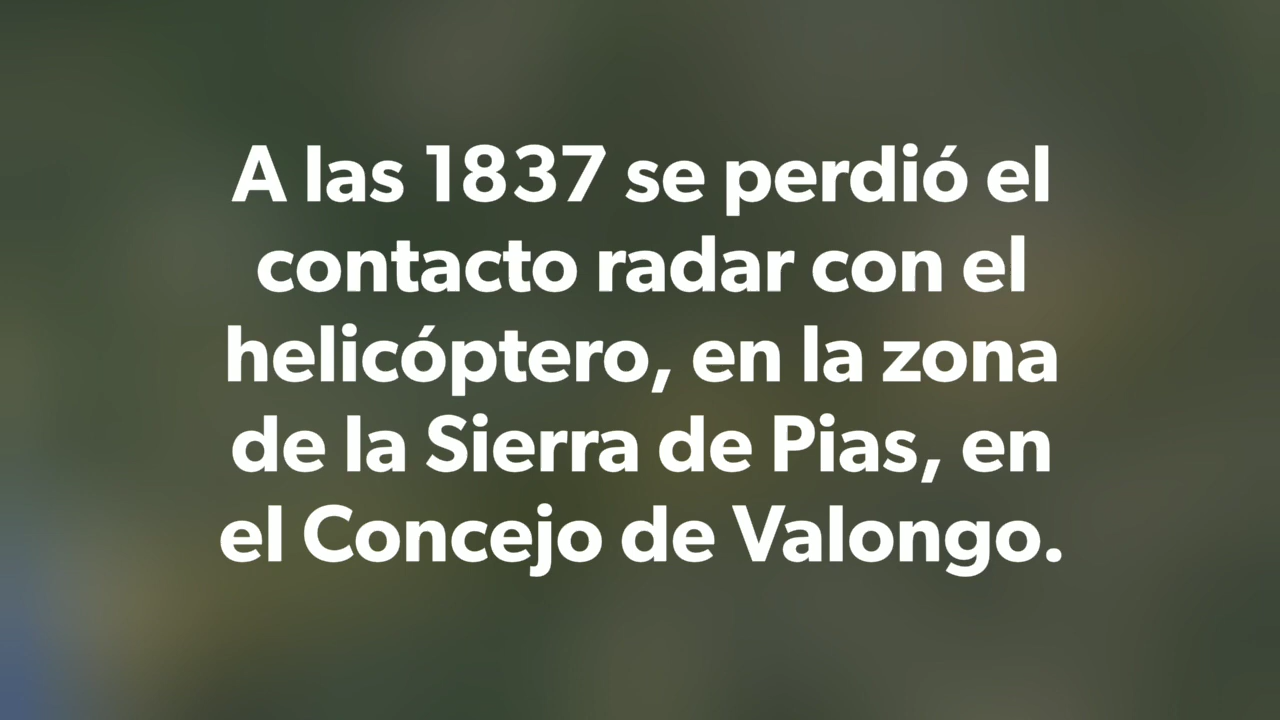 A las 1837 se perdió el
contacto radar con el
helicóptero, en la zona
de la Sierra de Pias, en
el Concejo de Valongo.